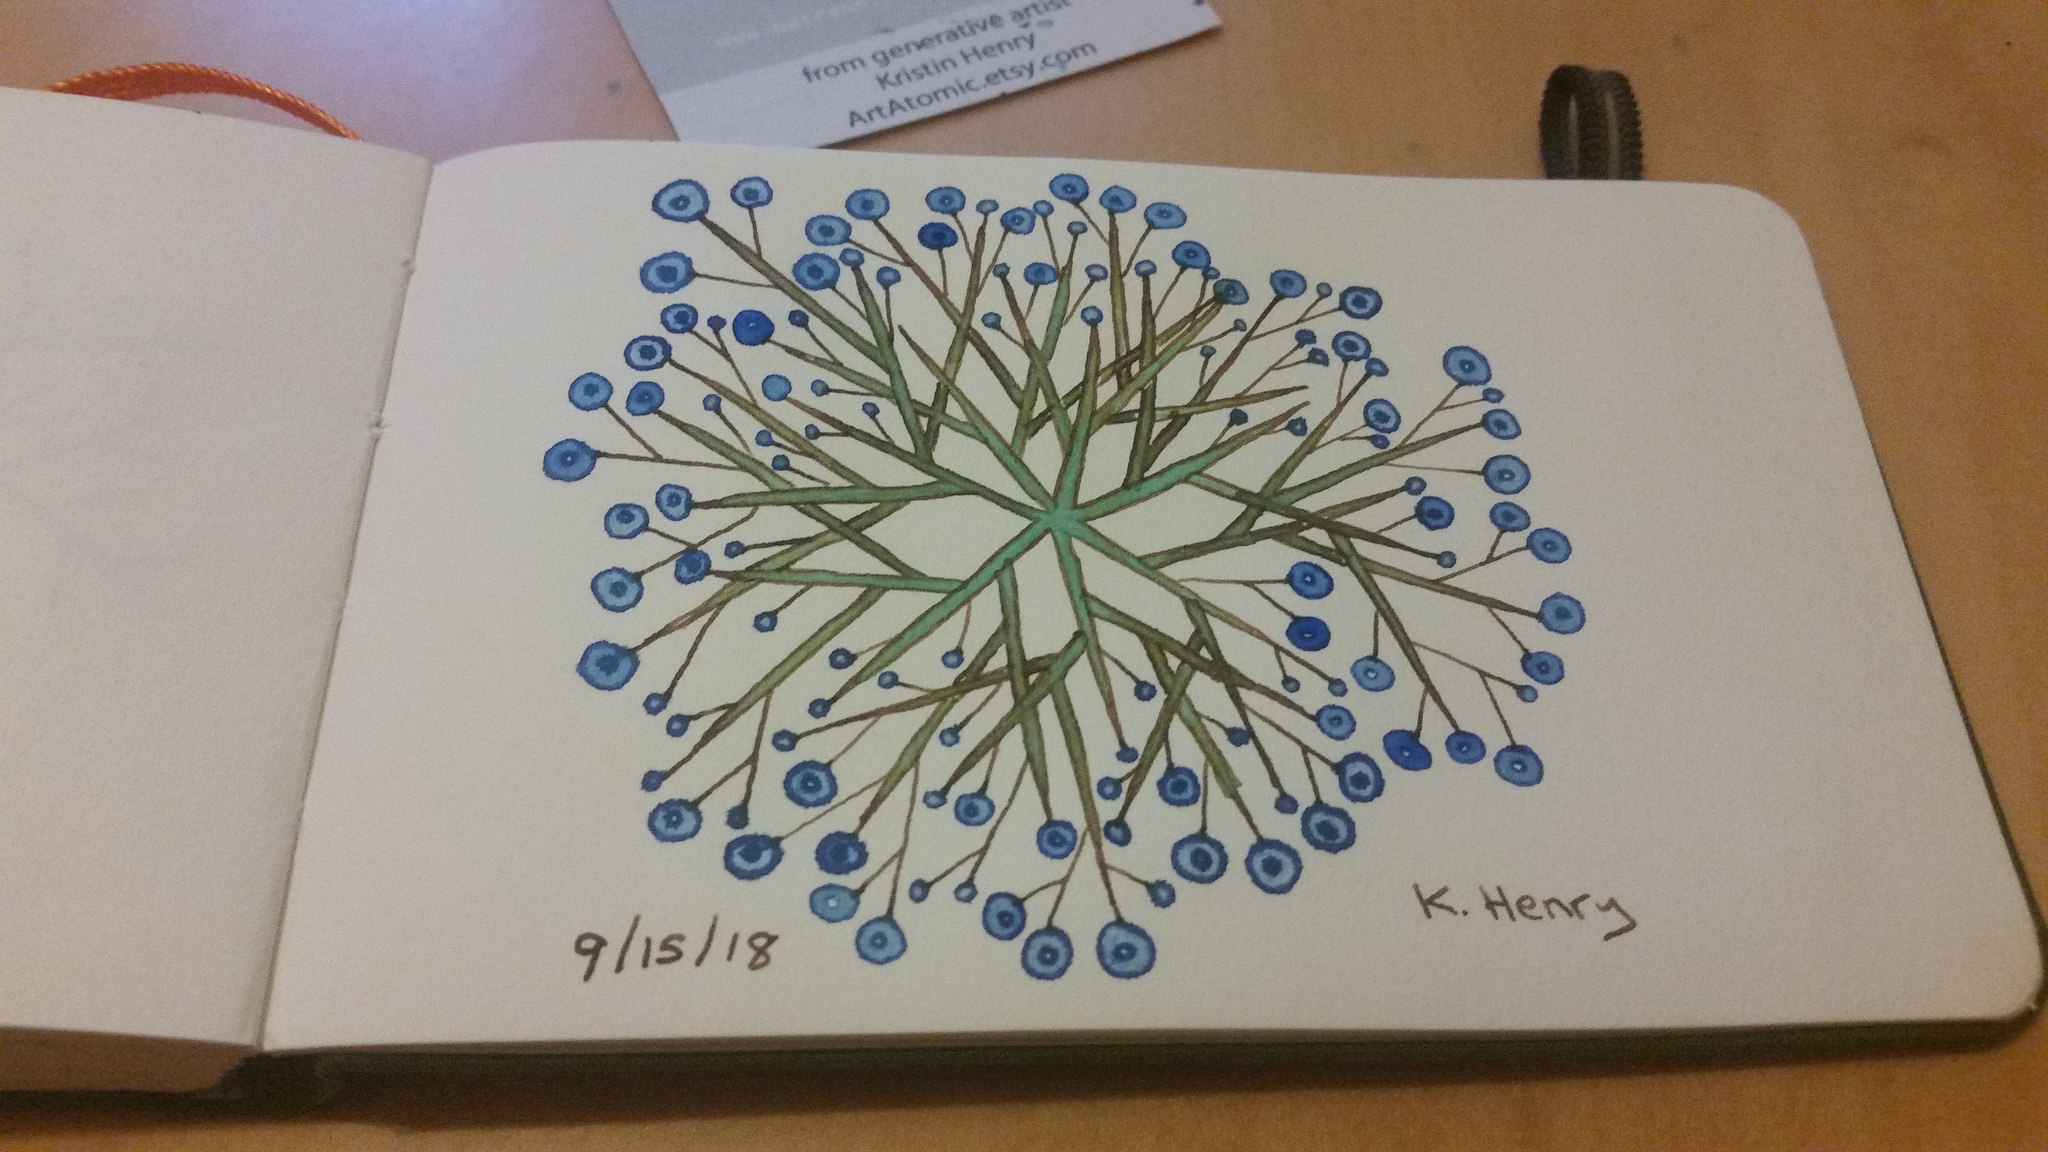 from generative artist
Kristin Henry
ArtAtomic.etsy.com
9/15/18
K. Henry